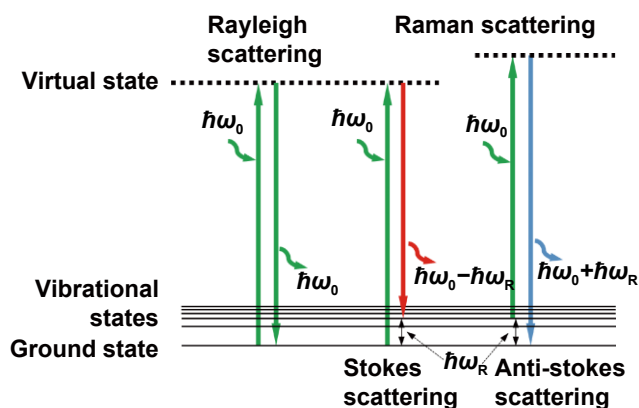 Rayleigh
scattering
Raman scattering
Virtual state
ħω₀
ħω₀
ħω₀
ħω₀
ħω₀−ħωR
ħω₀+ħωR
Vibrational
states
Ground state
Stokes
scattering
ħωR
Anti-stokes
scattering